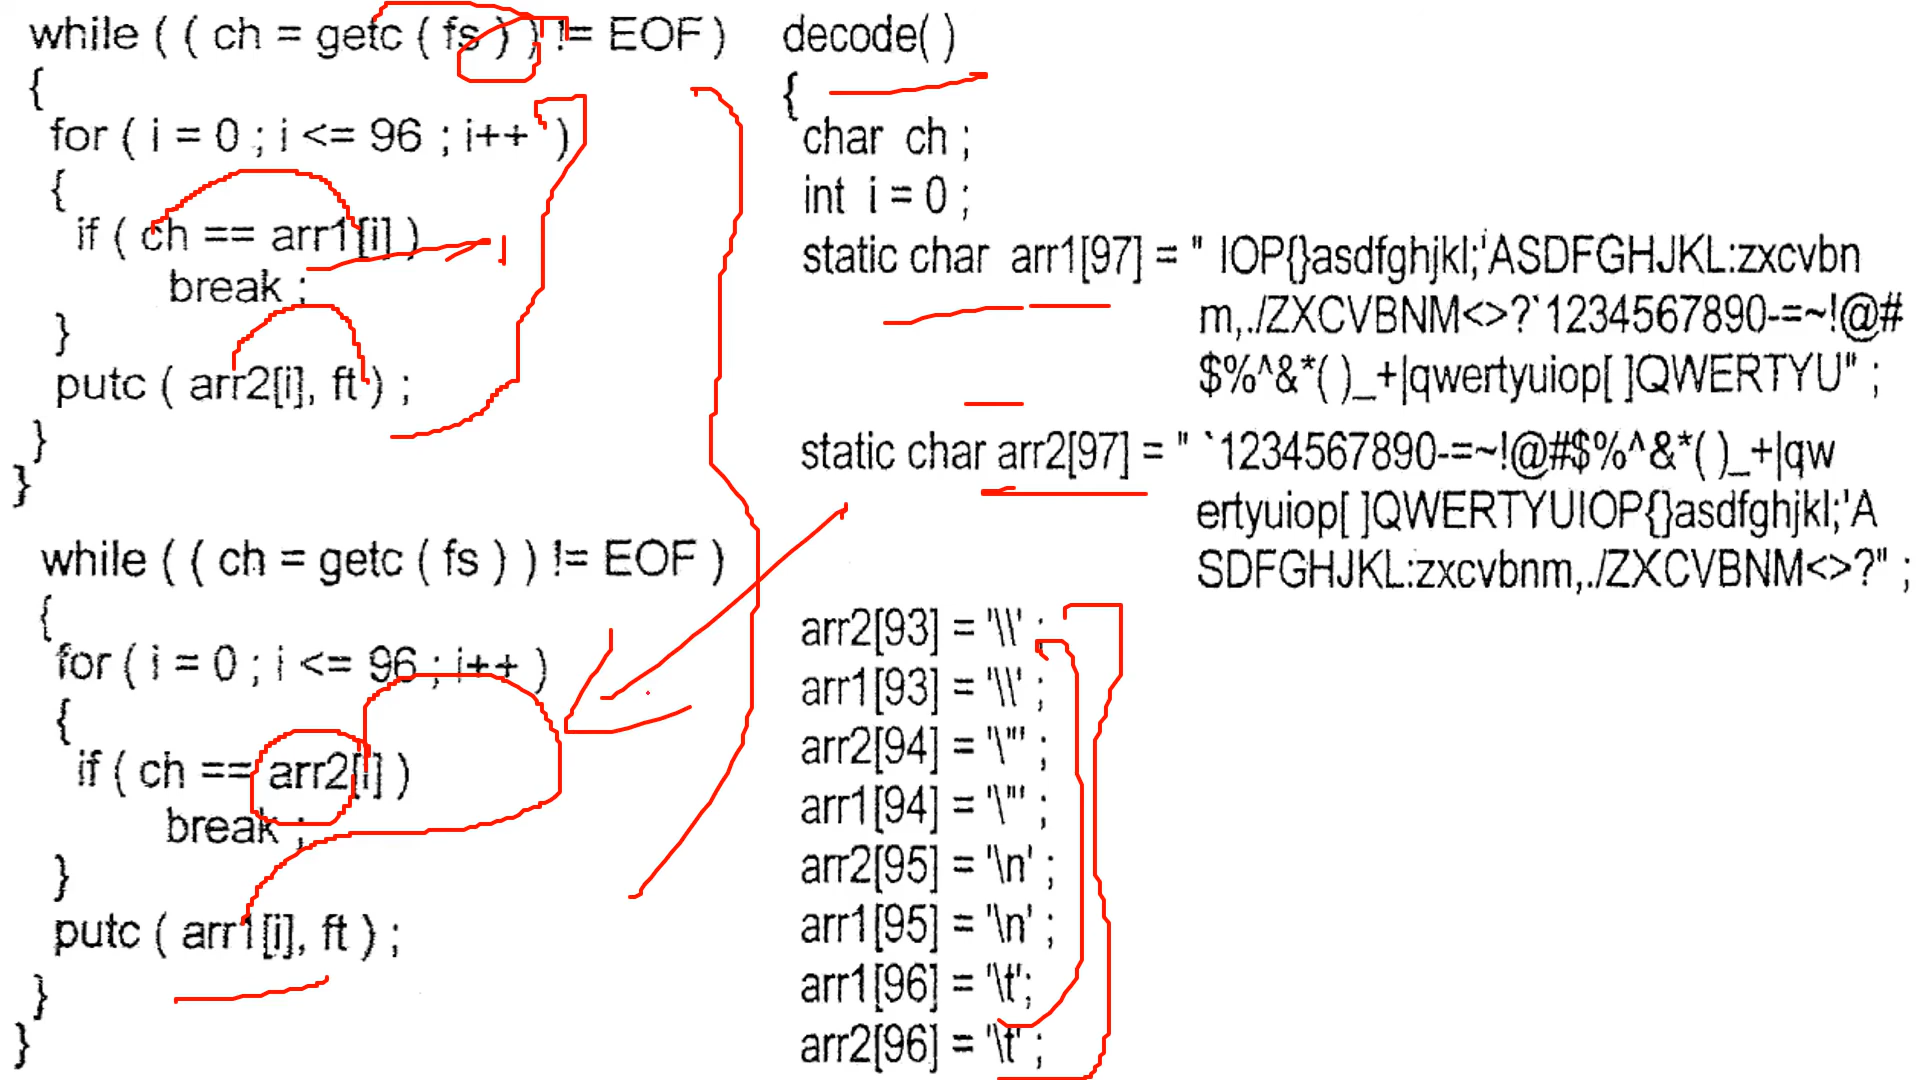 while ( ( ch = getc ( fs ) ) != EOF )
{
for ( i = 0 ; i <= 96 ; i++ )
{
if ( ch == arr1[i] )
break ;
}
putc ( arr2[i], ft ) ;
}
}
while ( ( ch = getc ( fs ) ) != EOF )
{
for ( i = 0 ; i <= 96 ; i++ )
{
if ( ch == arr2[i] )
break ;
}
putc ( arr1[i], ft ) ;
}
}
decode( )
{
char ch ;
int i = 0 ;
static char arr1[97] = " IOP{}asdfghjkl;'ASDFGHJKL:zxcvbn
m,./ZXCVBNM<>?`1234567890-=~!@#
$%^&*( )_+|qwertyuiop[ ]QWERTYU" ;
static char arr2[97] = " `1234567890-=~!@#$%^&*( )_+|qw
ertyuiop[ ]QWERTYUIOP{}asdfghjkl;'A
SDFGHJKL:zxcvbnm,./ZXCVBNM<>?" ;
arr2[93] = '\\' ;
arr1[93] = '\\' ;
arr2[94] = '\"' ;
arr1[94] = '\"' ;
arr2[95] = '\n' ;
arr1[95] = '\n' ;
arr1[96] = '\t';
arr2[96] = '\t' ;